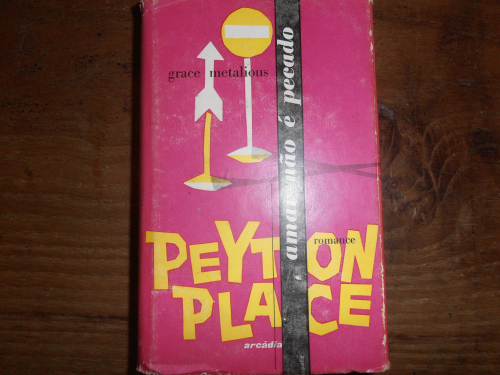 grace metalious
amar não é pecado
romance
PEYTON
PLACE
arcádia